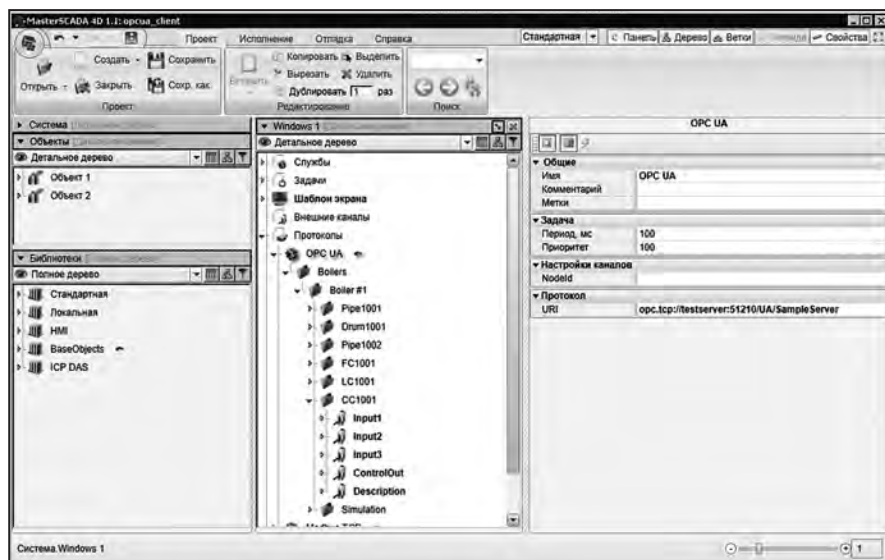 MasterSCADA 4D 1.1: opcua_client
Проект Исполнение Отладка Справка
Стандартная Панель Дерево Ветки Свойства
Открыть Создать Сохранить
Закрыть Сохр. как
Проект
Копировать Выделить
Вырезать Удалить
Дублировать 1 раз
Редактирование
Поиск
Система
Объекты
Детальное дерево
Объект 1
Объект 2
Библиотеки
Полное дерево
Стандартная
Локальная
HMI
BaseObjects
ICP DAS
Windows 1
Детальное дерево
Службы
Задачи
Шаблон экрана
Внешние каналы
Протоколы
OPC UA
Boilers
Boiler #1
Pipe1001
Drum1001
Pipe1002
FC1001
LC1001
CC1001
Input1
Input2
Input3
ControlOut
Description
Simulation
OPC UA
Общие
Имя OPC UA
Комментарий
Метки
Задача
Период, мс 100
Приоритет 100
Настройки каналов
NodeId
Протокол
URI opc.tcp://testserver:51210/UA/SampleServer
Система.Windows 1
1